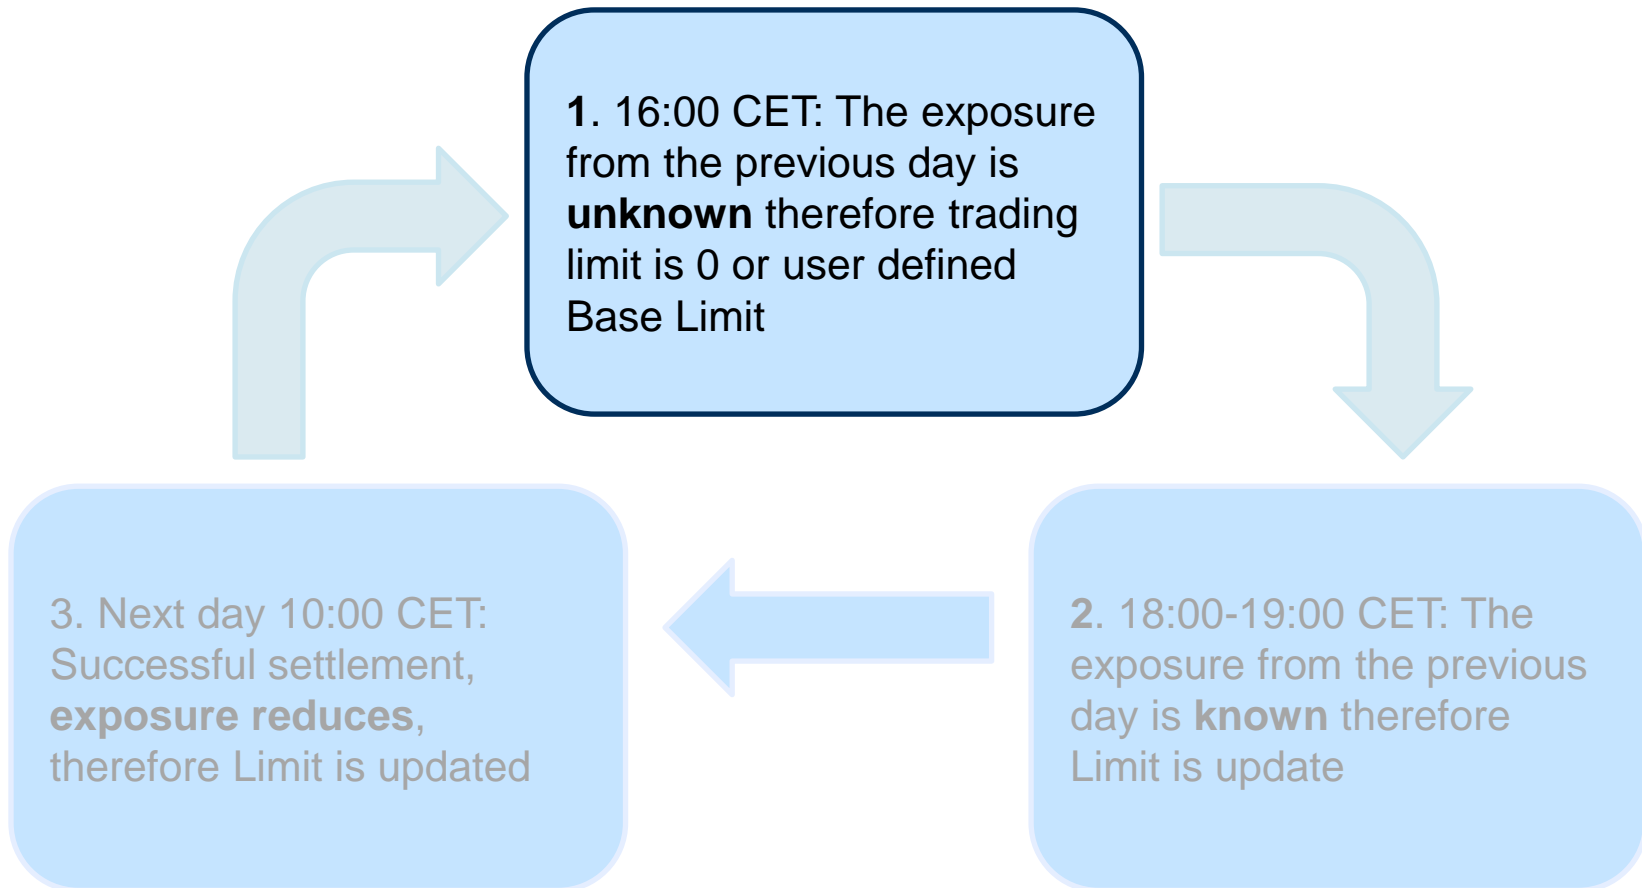 1. 16:00 CET: The exposure
from the previous day is
unknown therefore trading
limit is 0 or user defined
Base Limit
2. 18:00-19:00 CET: The
exposure from the previous
day is known therefore
Limit is update
3. Next day 10:00 CET:
Successful settlement,
exposure reduces,
therefore Limit is updated